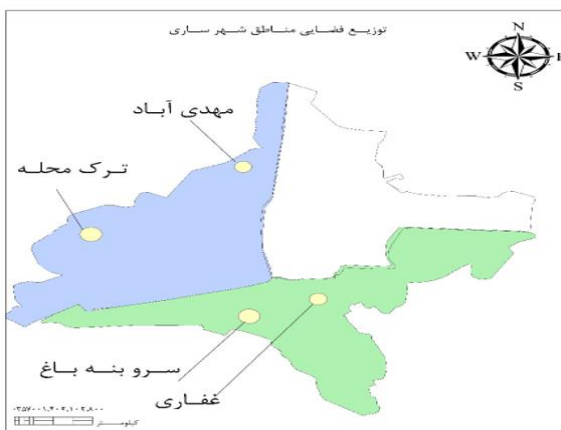 توزیع فضایی مناطق شهر ساری
N
W
E
S
مهدی آباد
ترک محله
سرو بنه باغ
غفاری
کیلومتر